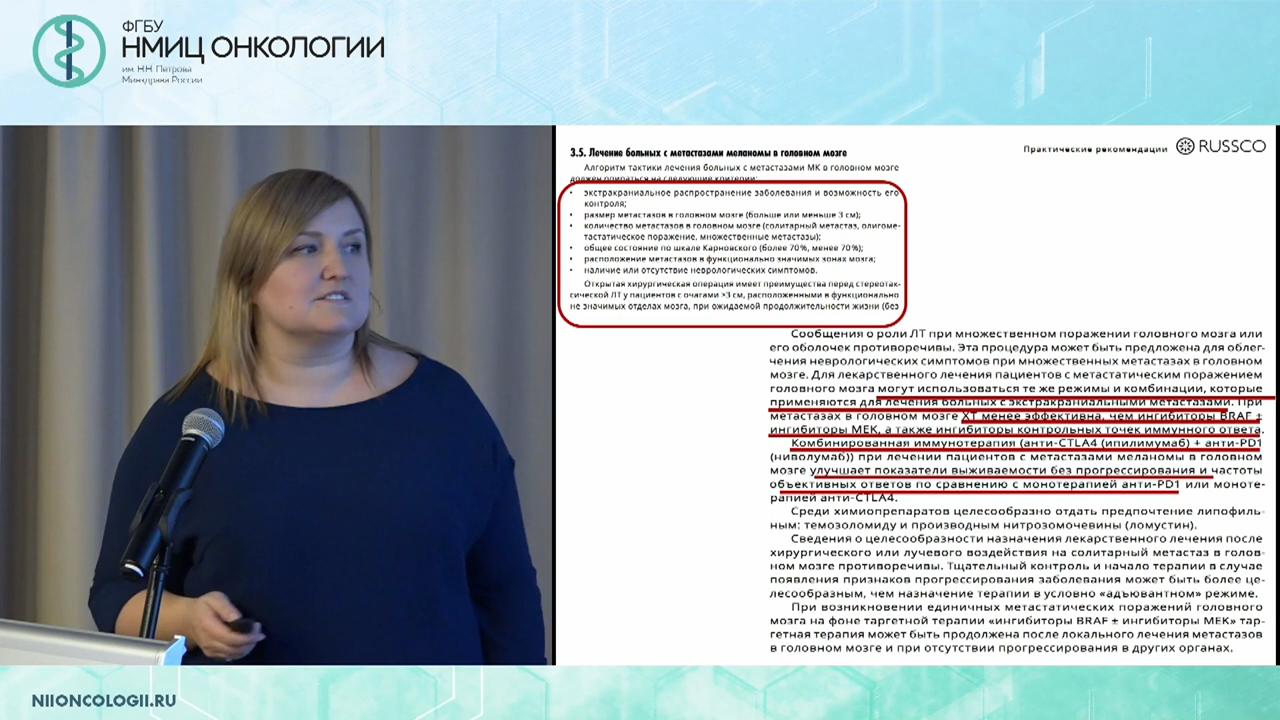 ФГБУ
НМИЦ ОНКОЛОГИИ
им. Н.Н. Петрова
Минздрава России
Практические рекомендации RUSSCO
3.5. Лечение больных с метастазами меланомы в головном мозге
Алгоритм тактики лечения больных с метастазами МК в головном мозге
должен опираться на следующие критерии:
• экстракраниальное распространение заболевания и возможность его
контроля;
• размер метастазов в головном мозге (больше или меньше 3 см);
• количество метастазов в головном мозге (солитарный метастаз, олигоме-
тастатическое поражение, множественные метастазы);
• общее состояние по шкале Карновского (более 70%, менее 70%);
• расположение метастазов в функционально значимых зонах мозга;
• наличие или отсутствие неврологических симптомов.
Открытая хирургическая операция имеет преимущества перед стереотак-
сической ЛТ у пациентов с очагами >3 см, расположенными в функционально
не значимых отделах мозга, при ожидаемой продолжительности жизни (без
Сообщения о роли ЛТ при множественном поражении головного мозга или
его оболочек противоречивы. Эта процедура может быть предложена для облег-
чения неврологических симптомов при множественных метастазах в головном
мозге. Для лекарственного лечения пациентов с метастатическим поражением
головного мозга могут использоваться те же режимы и комбинации, которые
применяются для лечения больных с экстракраниальными метастазами. При
метастазах в головном мозге ХТ менее эффективна, чем ингибиторы BRAF ±
ингибиторы МЕК, а также ингибиторы контрольных точек иммунного ответа.
Комбинированная иммунотерапия (анти-CTLA4 (ипилимумаб) + анти-PD1
(ниволумаб)) при лечении пациентов с метастазами меланомы в головном
мозге улучшает показатели выживаемости без прогрессирования и частоты
объективных ответов по сравнению с монотерапией анти-PD1 или моноте-
рапией анти-CTLA4.
Среди химиопрепаратов целесообразно отдать предпочтение липофиль-
ным: темозоломиду и производным нитрозомочевины (ломустин).
Сведения о целесообразности назначения лекарственного лечения после
хирургического или лучевого воздействия на солитарный метастаз в голов-
ном мозге противоречивы. Тщательный контроль и начало терапии в случае
появления признаков прогрессирования заболевания может быть более це-
лесообразным, чем назначение терапии в условно «адъювантном» режиме.
При возникновении единичных метастатических поражений головного
мозга на фоне таргетной терапии «ингибиторы BRAF ± ингибиторы МЕК» тар-
гетная терапия может быть продолжена после локального лечения метастазов
в головном мозге и при отсутствии прогрессирования в других органах.
NIIONCOLOGII.RU